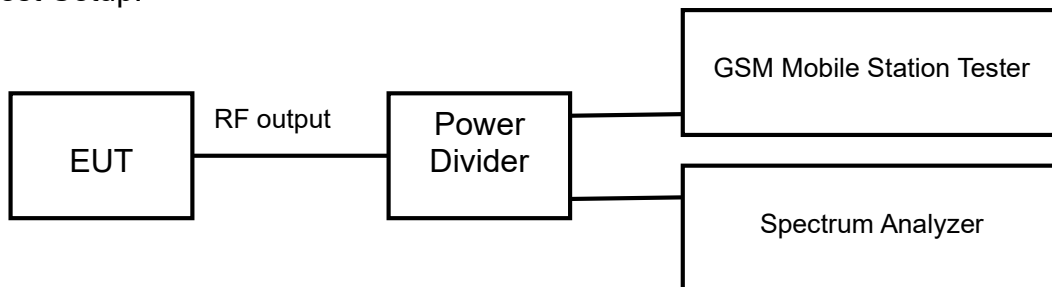 EUT
RF output
Power
Divider
GSM Mobile Station Tester
Spectrum Analyzer